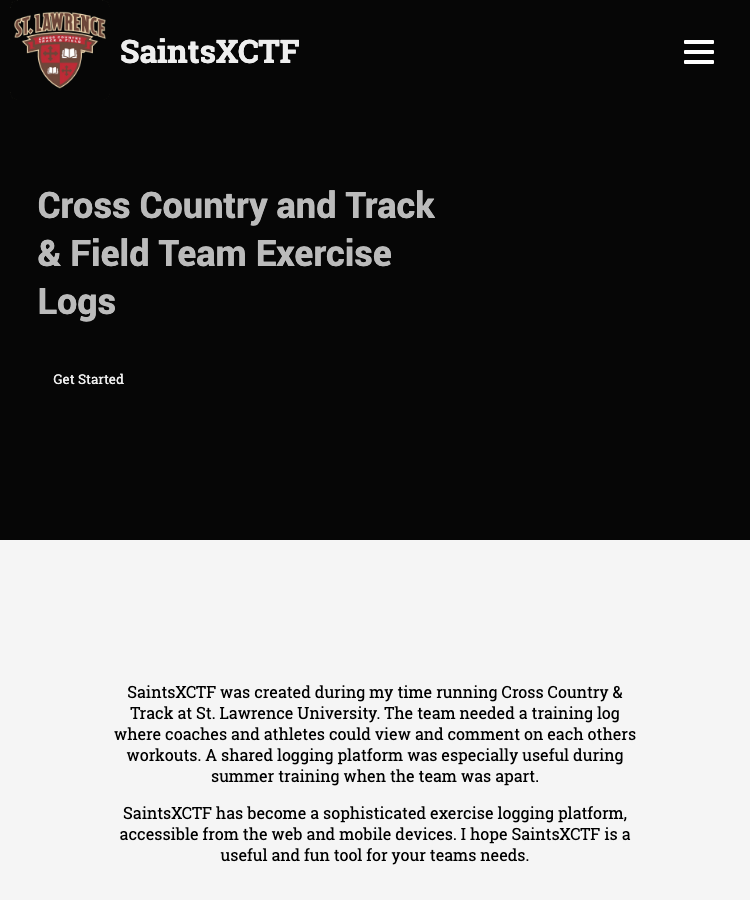 ST. LAWRENCE
SaintsXCTF
Cross Country and Track
& Field Team Exercise
Logs
Get Started
SaintsXCTF was created during my time running Cross Country &
Track at St. Lawrence University. The team needed a training log
where coaches and athletes could view and comment on each others
workouts. A shared logging platform was especially useful during
summer training when the team was apart.
SaintsXCTF has become a sophisticated exercise logging platform,
accessible from the web and mobile devices. I hope SaintsXCTF is a
useful and fun tool for your teams needs.